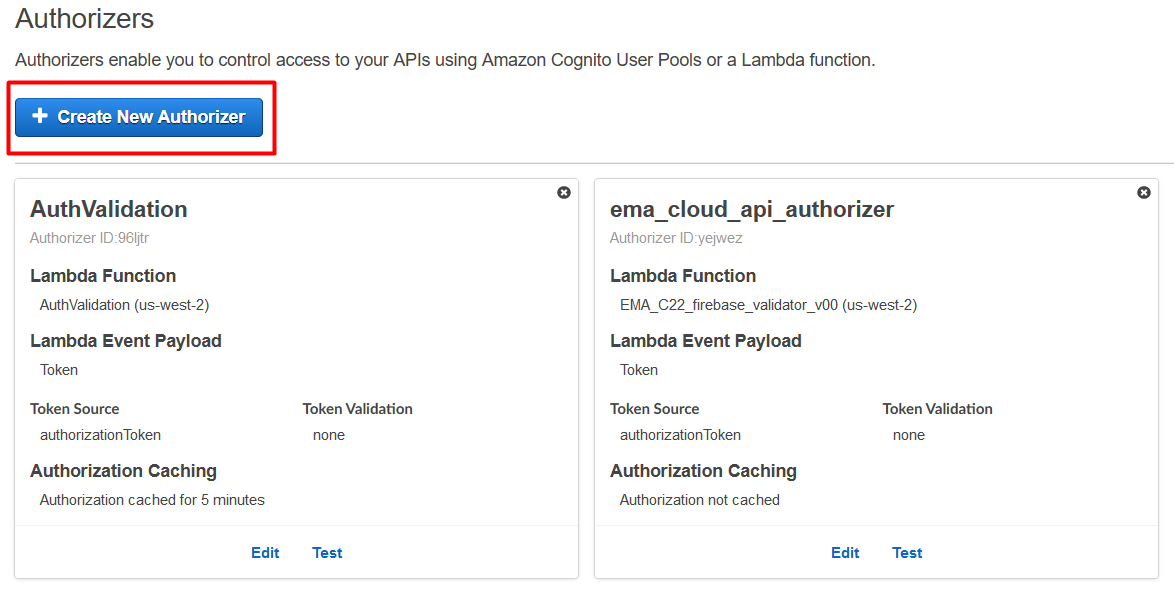 Authorizers
Authorizers enable you to control access to your APIs using Amazon Cognito User Pools or a Lambda function.
Create New Authorizer
AuthValidation
Authorizer ID:96ljtr
Lambda Function
AuthValidation (us-west-2)
Lambda Event Payload
Token
Token Source Token Validation
authorizationToken none
Authorization Caching
Authorization cached for 5 minutes
Edit Test
ema_cloud_api_authorizer
Authorizer ID:yejwez
Lambda Function
EMA_C22_firebase_validator_v00 (us-west-2)
Lambda Event Payload
Token
Token Source Token Validation
authorizationToken none
Authorization Caching
Authorization not cached
Edit Test